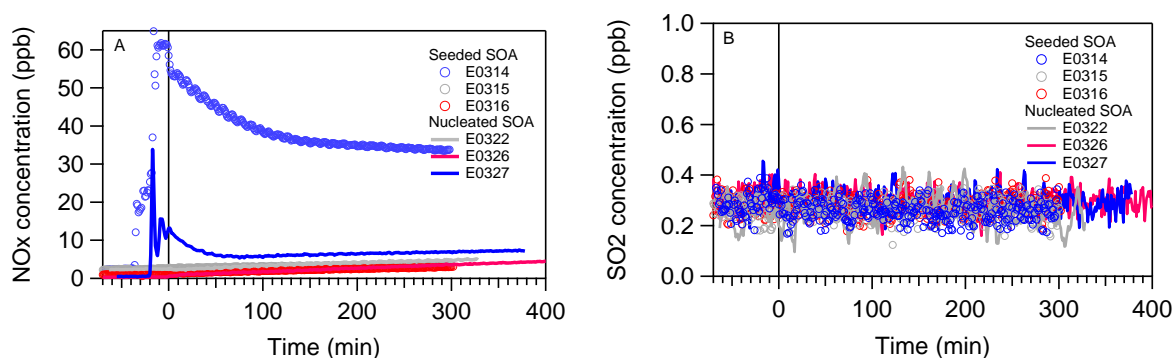 A
NOx concentration (ppb)
60
50
40
30
20
10
0
Seeded SOA
E0314
E0315
E0316
Nucleated SOA
E0322
E0326
E0327
0
100
200
300
400
Time (min)
B
SO2 concentraiton (ppb)
1.0
0.8
0.6
0.4
0.2
0.0
Seeded SOA
E0314
E0315
E0316
Nucleated SOA
E0322
E0326
E0327
0
100
200
300
400
Time (min)